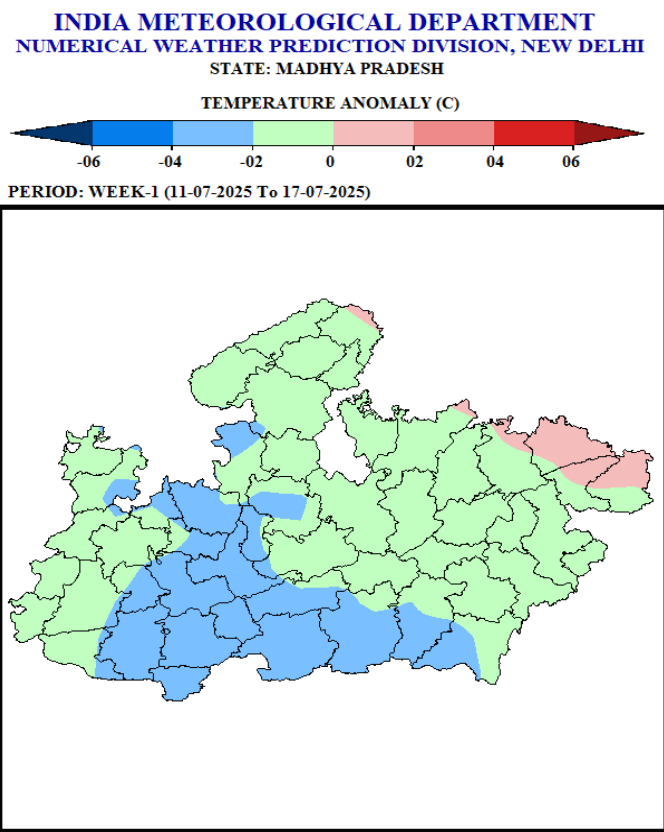 INDIA METEOROLOGICAL DEPARTMENT
NUMERICAL WEATHER PREDICTION DIVISION, NEW DELHI
STATE: MADHYA PRADESH
TEMPERATURE ANOMALY (C)
-06 -04 -02 0 02 04 06
PERIOD: WEEK-1 (11-07-2025 To 17-07-2025)